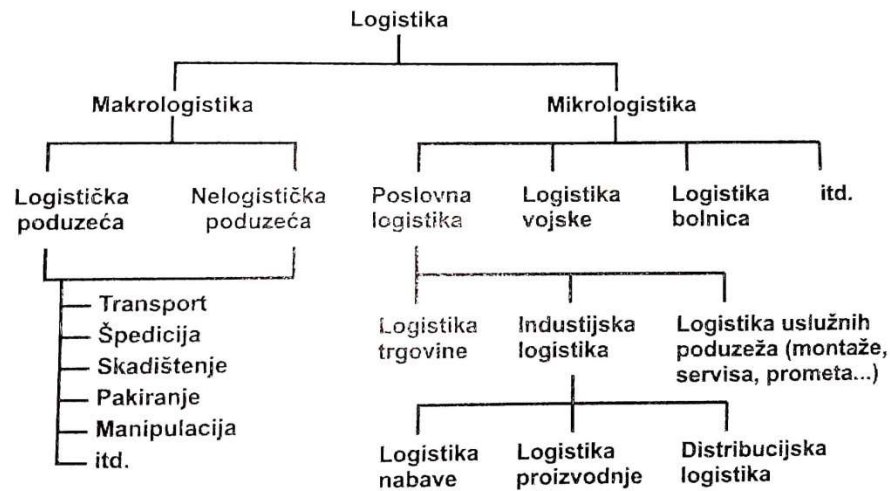 Logistika
Makrologistika
Mikrologistika
Logistička
poduzeća
Nelogistička
poduzeća
Poslovna
logistika
Logistika
vojske
Logistika
bolnica
itd.
Transport
Špedicija
Skadištenje
Pakiranje
Manipulacija
itd.
Logistika
trgovine
Industijska
logistika
Logistika uslužnih
poduzeža (montaže,
servisa, prometa...)
Logistika
nabave
Logistika
proizvodnje
Distribucijska
logistika